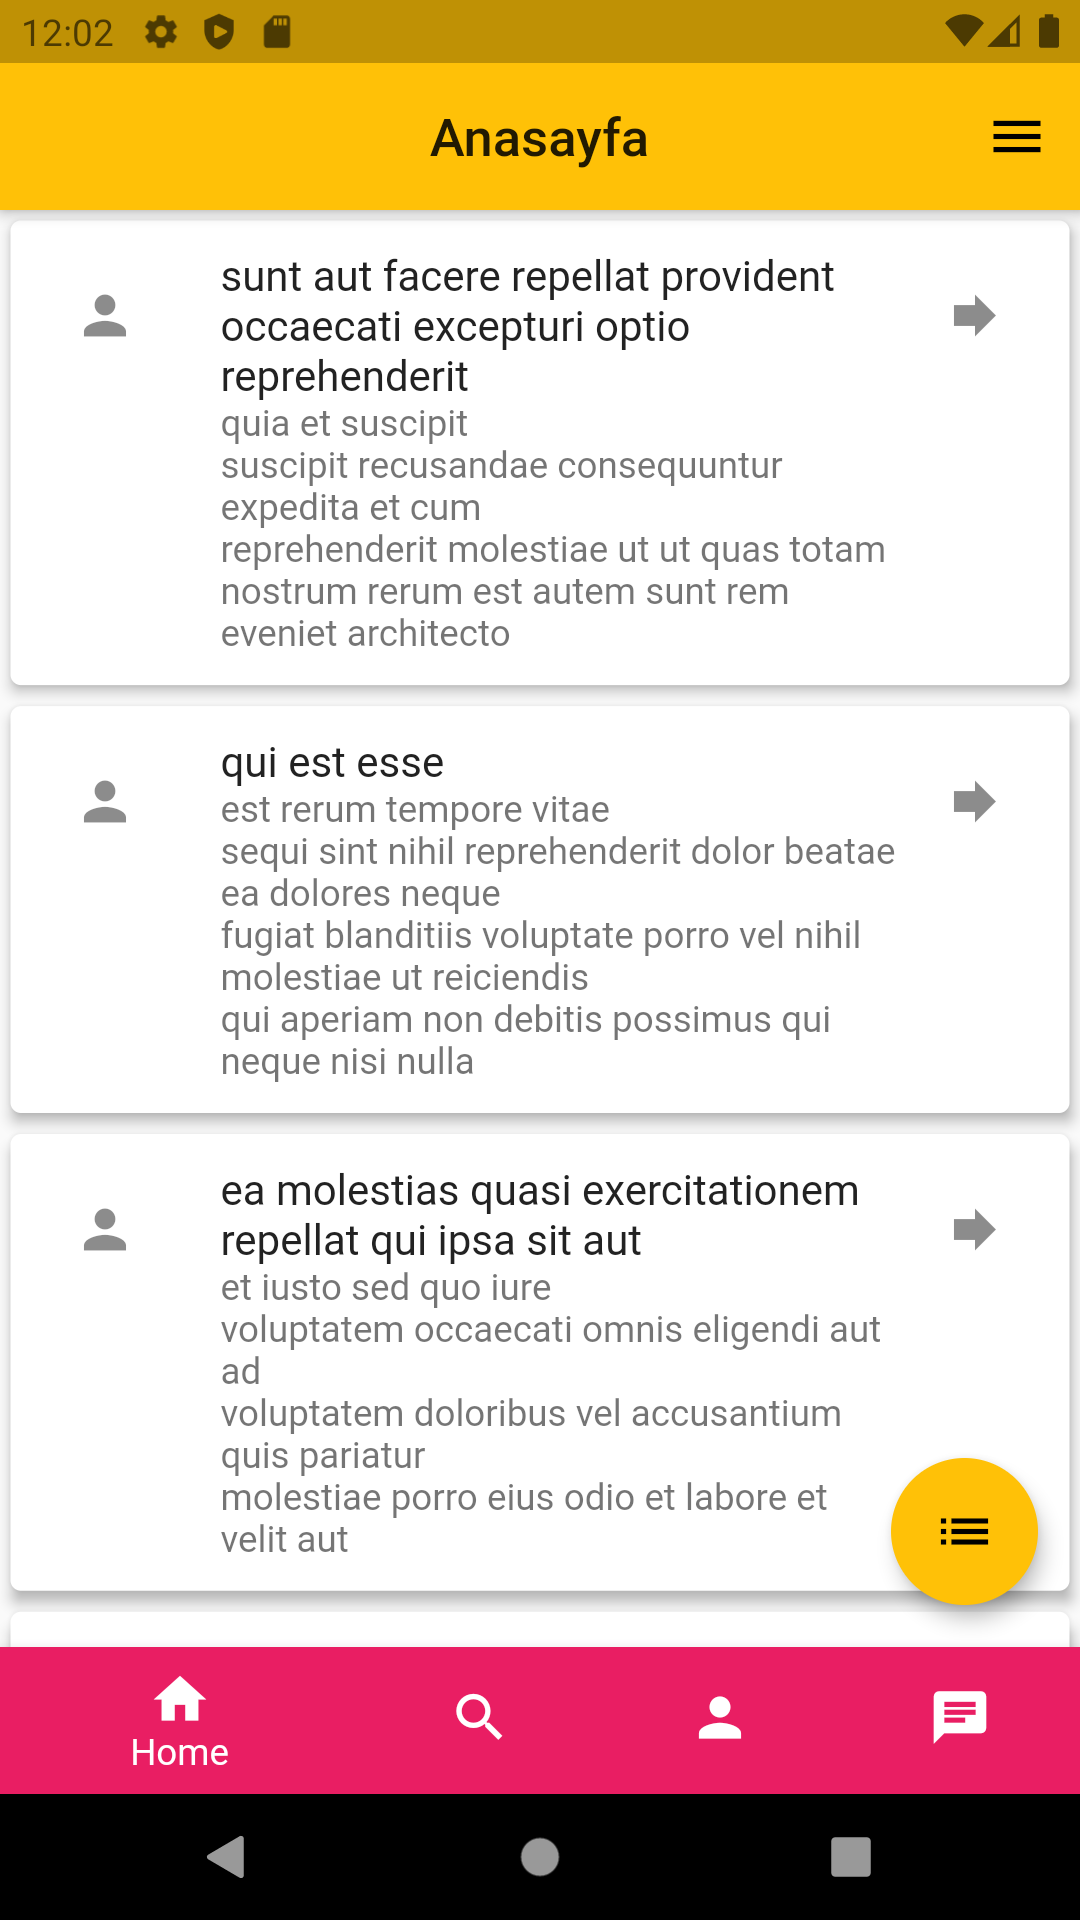 12:02
Anasayfa
sunt aut facere repellat provident
occaecati excepturi optio
reprehenderit
quia et suscipit
suscipit recusandae consequuntur
expedita et cum
reprehenderit molestiae ut ut quas totam
nostrum rerum est autem sunt rem
eveniet architecto
qui est esse
est rerum tempore vitae
sequi sint nihil reprehenderit dolor beatae
ea dolores neque
fugiat blanditiis voluptate porro vel nihil
molestiae ut reiciendis
qui aperiam non debitis possimus qui
neque nisi nulla
ea molestias quasi exercitationem
repellat qui ipsa sit aut
et iusto sed quo iure
voluptatem occaecati omnis eligendi aut
ad
voluptatem doloribus vel accusantium
quis pariatur
molestiae porro eius odio et labore et
velit aut
Home